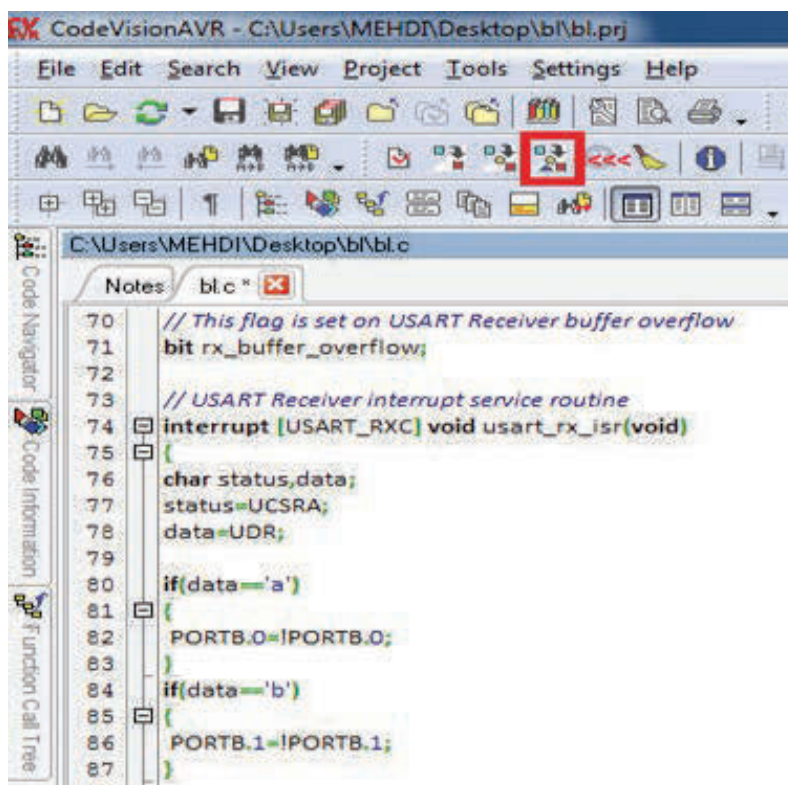 CodeVisionAVR - C:\Users\MEHDI\Desktop\bl\bl.prj
File Edit Search View Project Tools Settings Help
C:\Users\MEHDI\Desktop\bl\bl.c
Notes bl.c *
Code Navigator
Code Information
Function Call Tree
70 // This flag is set on USART Receiver buffer overflow
71 bit rx_buffer_overflow;
72
73 // USART Receiver interrupt service routine
74 interrupt [USART_RXC] void usart_rx_isr(void)
75 {
76 char status,data;
77 status=UCSRA;
78 data=UDR;
79
80 if(data=='a')
81 {
82 PORTB.0=!PORTB.0;
83 }
84 if(data=='b')
85 {
86 PORTB.1=!PORTB.1;
87 }